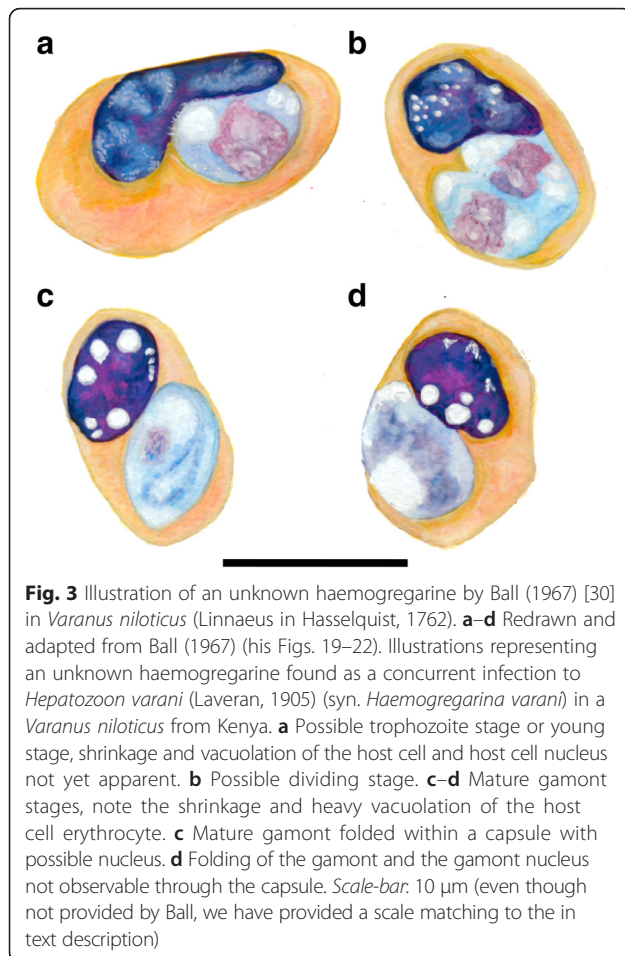 a
b
c
d
Fig. 3 Illustration of an unknown haemogregarine by Ball (1967) [30]
in Varanus niloticus (Linnaeus in Hasselquist, 1762). a–d Redrawn and
adapted from Ball (1967) (his Figs. 19–22). Illustrations representing
an unknown haemogregarine found as a concurrent infection to
Hepatozoon varani (Laveran, 1905) (syn. Haemogregarina varani) in a
Varanus niloticus from Kenya. a Possible trophozoite stage or young
stage, shrinkage and vacuolation of the host cell and host cell nucleus
not yet apparent. b Possible dividing stage. c–d Mature gamont
stages, note the shrinkage and heavy vacuolation of the host
cell erythrocyte. c Mature gamont folded within a capsule with
possible nucleus. d Folding of the gamont and the gamont nucleus
not observable through the capsule. Scale-bar: 10 μm (even though
not provided by Ball, we have provided a scale matching to the in
text description)